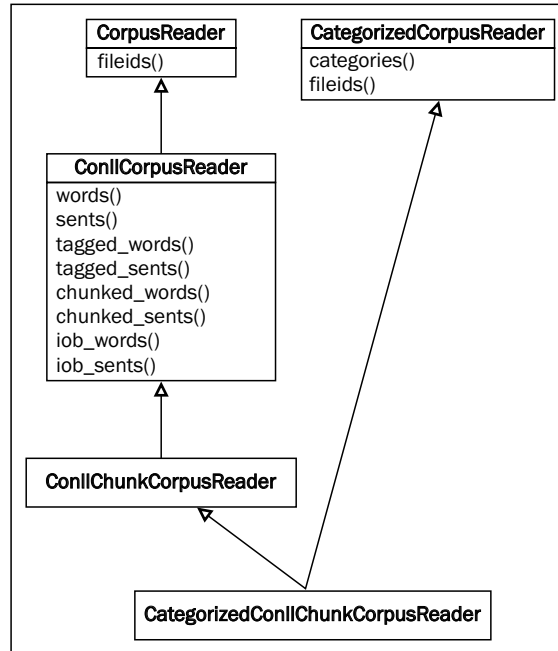 CorpusReader
fileids()
CategorizedCorpusReader
categories()
fileids()
ConllCorpusReader
words()
sents()
tagged_words()
tagged_sents()
chunked_words()
chunked_sents()
iob_words()
iob_sents()
ConllChunkCorpusReader
CategorizedConllChunkCorpusReader